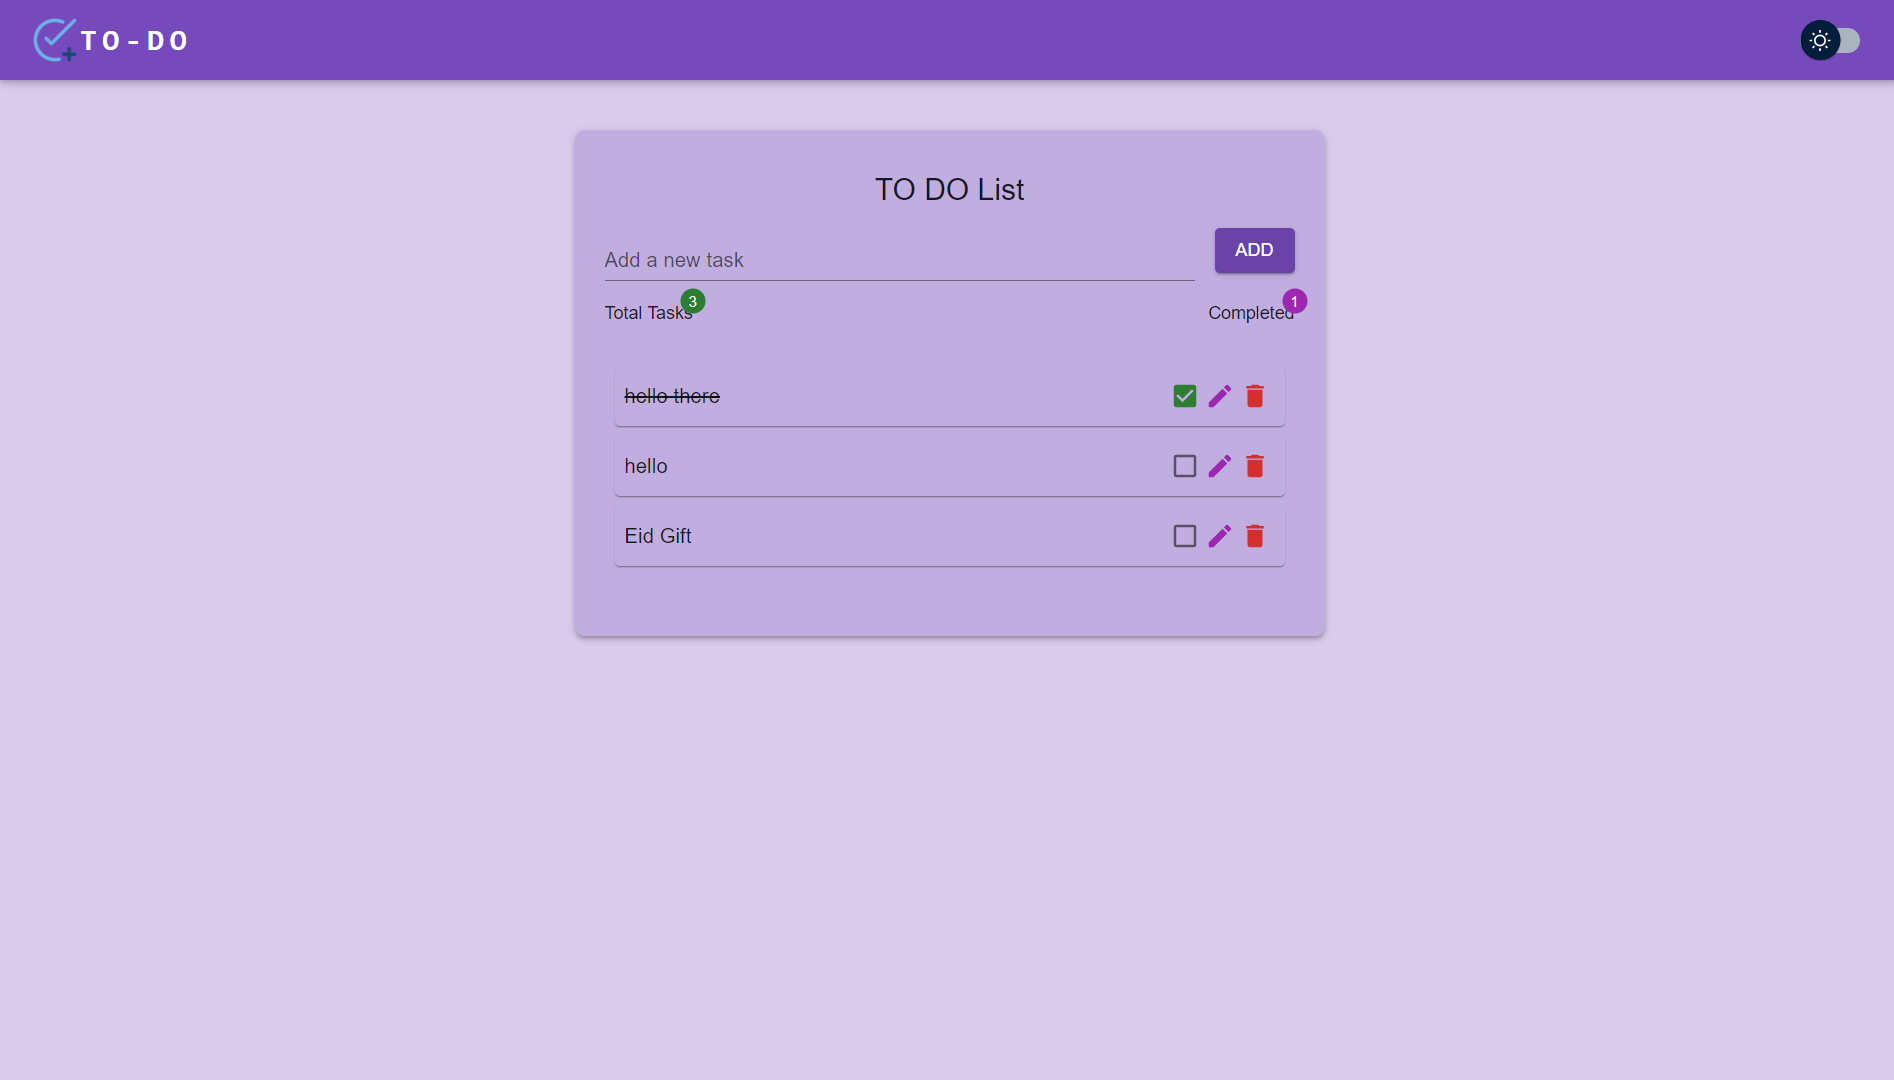 TO-DO
TO DO List
Add a new task
ADD
Total Tasks 3
Completed 1
hello there
hello
Eid Gift